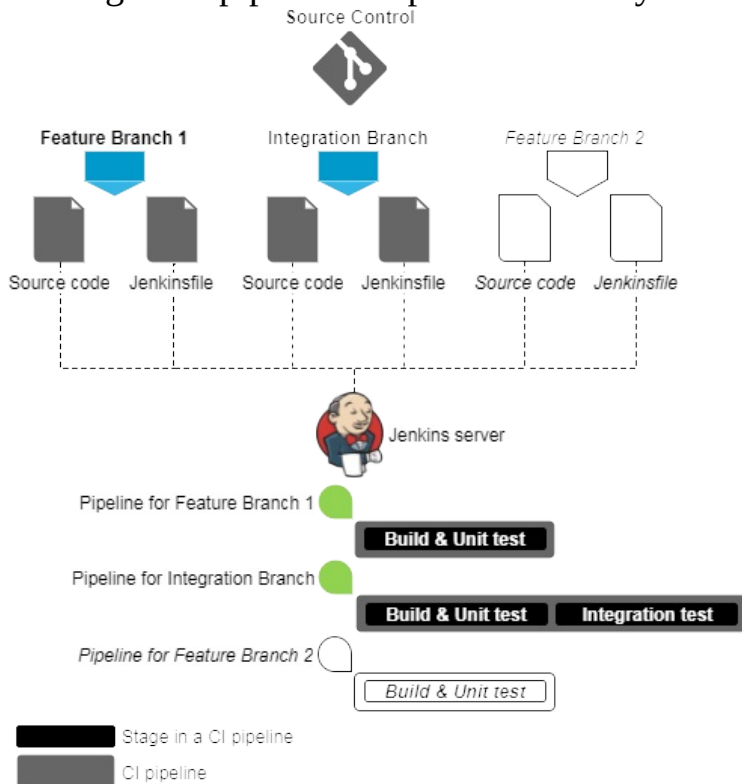 Source Control
Feature Branch 1 Integration Branch Feature Branch 2
Source code Jenkinsfile Source code Jenkinsfile Source code Jenkinsfile
Jenkins server
Pipeline for Feature Branch 1
Build & Unit test
Pipeline for Integration Branch
Build & Unit test Integration test
Pipeline for Feature Branch 2
Build & Unit test
Stage in a CI pipeline
CI pipeline